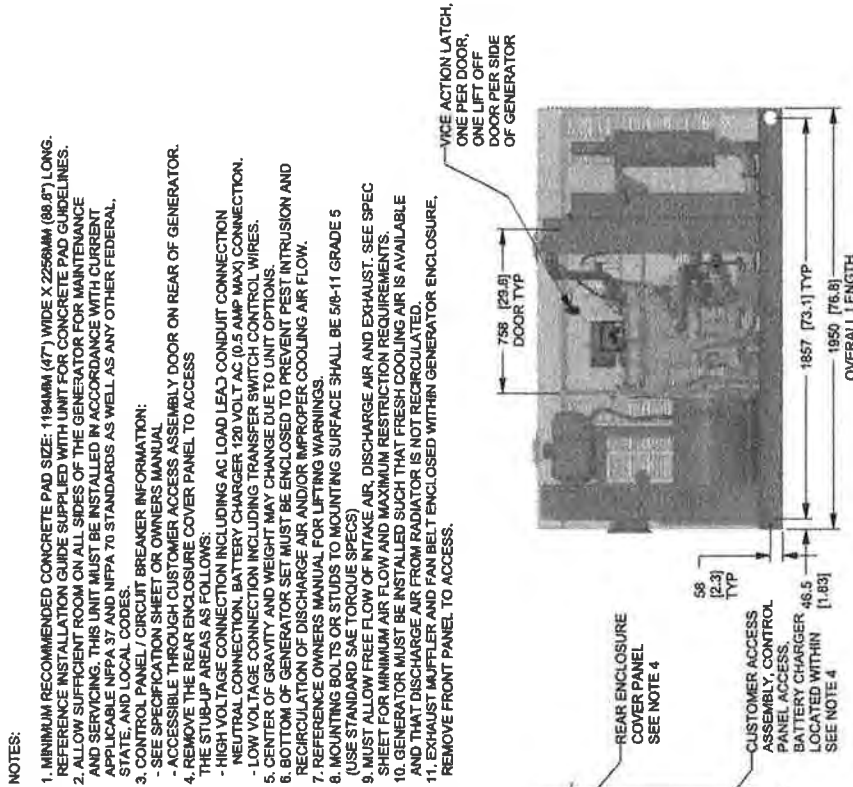 NOTES:
1. MINIMUM RECOMMENDED CONCRETE PAD SIZE: 1194MM (47") WIDE X 2256MM (88.8") LONG.
REFERENCE INSTALLATION GUIDE SUPPLIED WITH UNIT FOR CONCRETE PAD GUIDELINES.
2. ALLOW SUFFICIENT ROOM ON ALL SIDES OF THE GENERATOR FOR MAINTENANCE
AND SERVICING. THIS UNIT MUST BE INSTALLED IN ACCORDANCE WITH CURRENT
APPLICABLE NFPA 37 AND NFPA 70 STANDARDS AS WELL AS ANY OTHER FEDERAL,
STATE, AND LOCAL CODES.
3. CONTROL PANEL / CIRCUIT BREAKER INFORMATION:
- SEE SPECIFICATION SHEET OR OWNERS MANUAL
- ACCESSIBLE THROUGH CUSTOMER ACCESS ASSEMBLY DOOR ON REAR OF GENERATOR.
4. REMOVE THE REAR ENCLOSURE COVER PANEL TO ACCESS
THE STUB-UP AREAS AS FOLLOWS:
- HIGH VOLTAGE CONNECTION INCLUDING AC LOAD LEAD CONDUIT CONNECTION
NEUTRAL CONNECTION, BATTERY CHARGER 120 VOLT AC (0.5 AMP MAX) CONNECTION.
- LOW VOLTAGE CONNECTION INCLUDING TRANSFER SWITCH CONTROL WIRES.
5. CENTER OF GRAVITY AND WEIGHT MAY CHANGE DUE TO UNIT OPTIONS.
6. BOTTOM OF GENERATOR SET MUST BE ENCLOSED TO PREVENT PEST INTRUSION AND
RECIRCULATION OF DISCHARGE AIR AND/OR IMPROPER COOLING AIR FLOW.
7. REFERENCE OWNERS MANUAL FOR LIFTING WARNINGS.
8. MOUNTING BOLTS OR STUDS TO MOUNTING SURFACE SHALL BE 5/8-11 GRADE 5
(USE STANDARD SAE TORQUE SPECS)
9. MUST ALLOW FREE FLOW OF INTAKE AIR, DISCHARGE AIR AND EXHAUST. SEE SPEC
SHEET FOR MINIMUM AIR FLOW AND MAXIMUM RESTRICTION REQUIREMENTS.
10. GENERATOR MUST BE INSTALLED SUCH THAT FRESH COOLING AIR IS AVAILABLE
AND THAT DISCHARGE AIR FROM RADIATOR IS NOT RECIRCULATED.
11. EXHAUST MUFFLER AND FAN BELT ENCLOSED WITHIN GENERATOR ENCLOSURE,
REMOVE FRONT PANEL TO ACCESS.
VICE ACTION LATCH,
ONE PER DOOR,
ONE LIFT OFF
DOOR PER SIDE
OF GENERATOR
758 [29.8]
DOOR TYP
REAR ENCLOSURE
COVER PANEL
SEE NOTE 4
58
[2.3]
TYP
CUSTOMER ACCESS
ASSEMBLY, CONTROL
PANEL ACCESS,
BATTERY CHARGER
LOCATED WITHIN
SEE NOTE 4
46.5
[1.83]
1857 [73.1] TYP
1950 [76.8]
OVERALL LENGTH